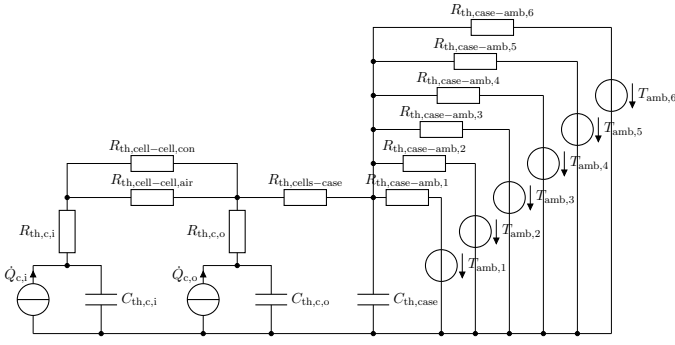 R_th,case−amb,6
R_th,case−amb,5
T_amb,6
R_th,case−amb,4
R_th,case−amb,3
T_amb,5
R_th,cell−cell,con
R_th,case−amb,2
T_amb,4
R_th,cell−cell,air
R_th,cells−case
R_th,case−amb,1
T_amb,3
R_th,c,i
R_th,c,o
T_amb,2
T_amb,1
Q̇_c,i
Q̇_c,o
C_th,c,i
C_th,c,o
C_th,case